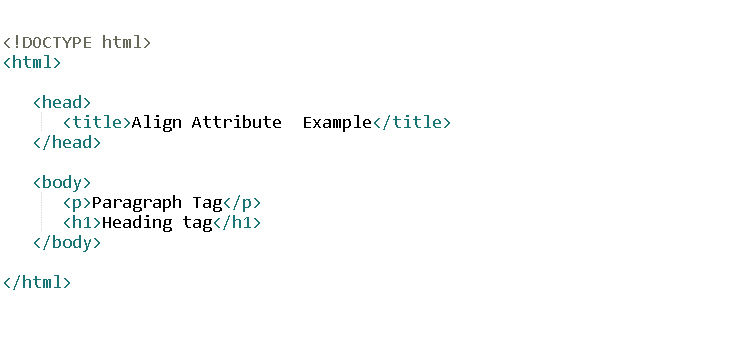 <!DOCTYPE html>
<html>
<head>
<title>Align Attribute  Example</title>
</head>
<body>
<p>Paragraph Tag</p>
<h1>Heading tag</h1>
</body>
</html>